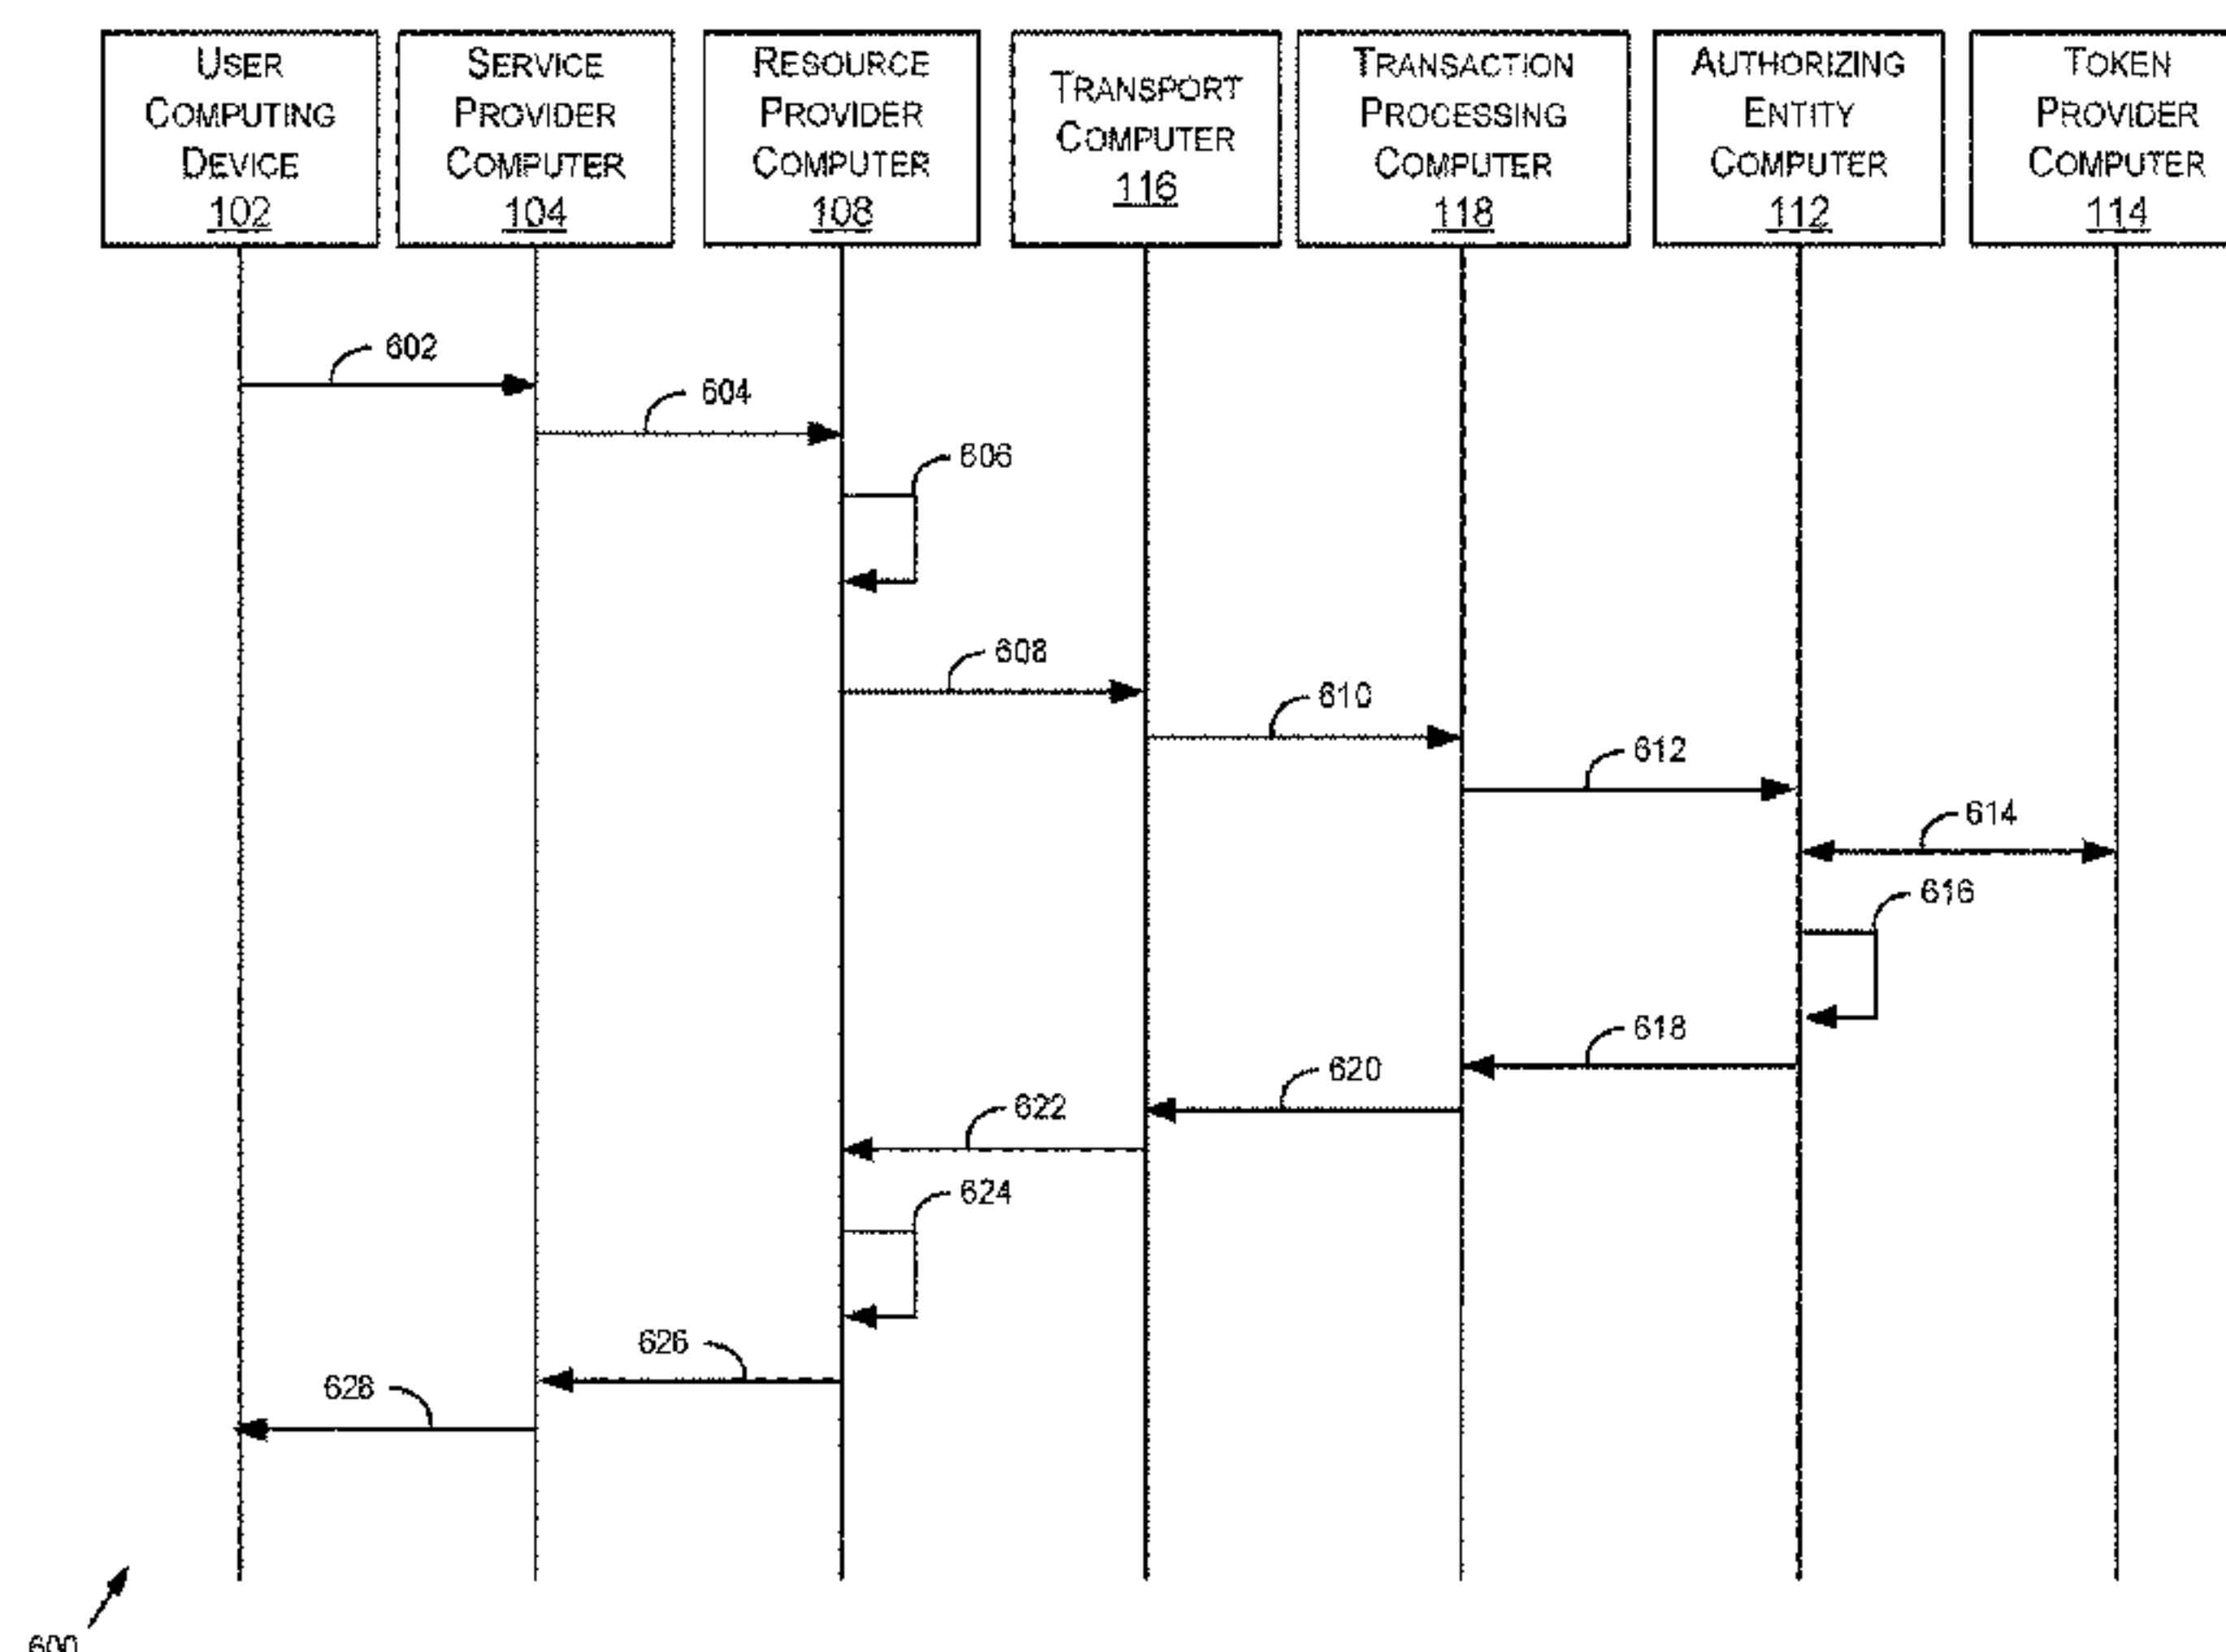 USER
COMPUTING
DEVICE
102
SERVICE
PROVIDER
COMPUTER
104
RESOURCE
PROVIDER
COMPUTER
108
TRANSPORT
COMPUTER
116
TRANSACTION
PROCESSING
COMPUTER
118
AUTHORIZING
ENTITY
COMPUTER
112
TOKEN
PROVIDER
COMPUTER
114
602
604
606
608
610
612
614
616
618
620
622
624
626
628
600